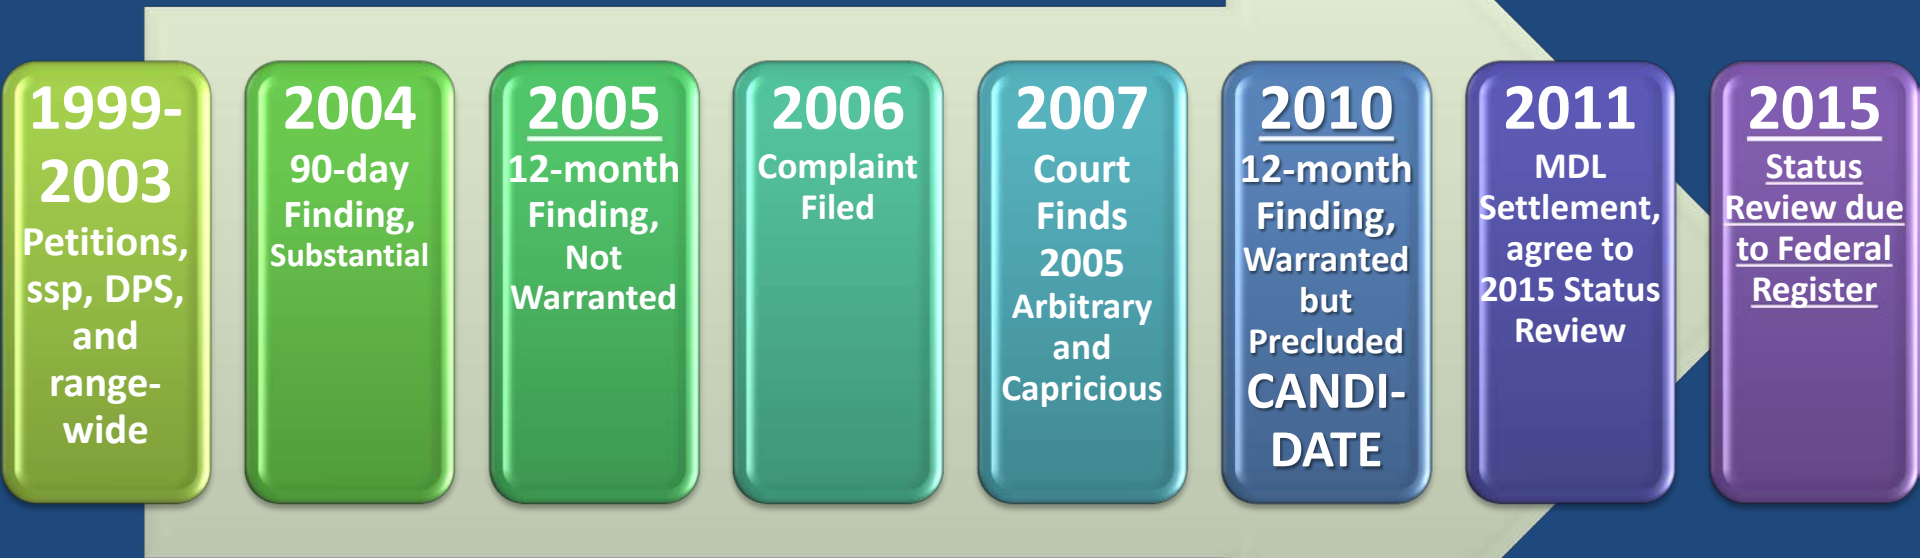 1999-
2003
Petitions,
ssp, DPS,
and
range-
wide
2004
90-day
Finding,
Substantial
2005
12-month
Finding,
Not
Warranted
2006
Complaint
Filed
2007
Court
Finds
2005
Arbitrary
and
Capricious
2010
12-month
Finding,
Warranted
but
Precluded
CANDI-
DATE
2011
MDL
Settlement,
agree to
2015 Status
Review
2015
Status
Review due
to Federal
Register